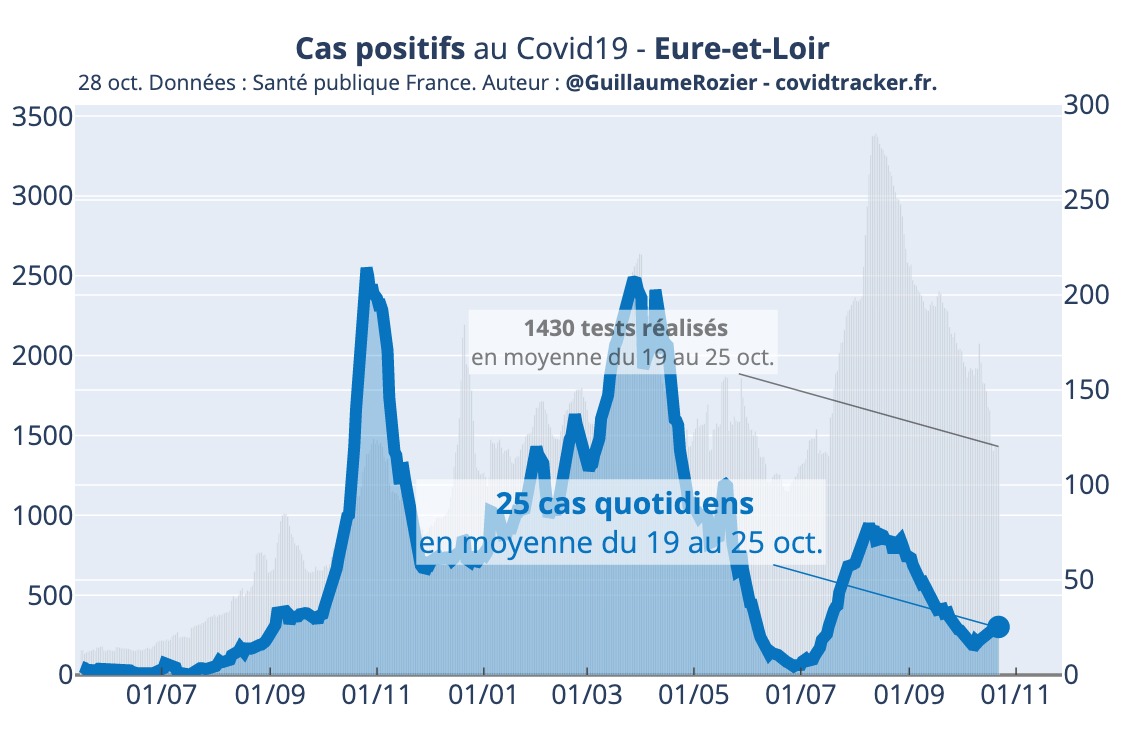 Cas positifs au Covid19 - Eure-et-Loir
28 oct. Données : Santé publique France. Auteur : @GuillaumeRozier - covidtracker.fr.
3500
3000
2500
2000
1500
1000
500
0
300
250
200
150
100
50
0
1430 tests réalisés
en moyenne du 19 au 25 oct.
25 cas quotidiens
en moyenne du 19 au 25 oct.
01/07 01/09 01/11 01/01 01/03 01/05 01/07 01/09 01/11